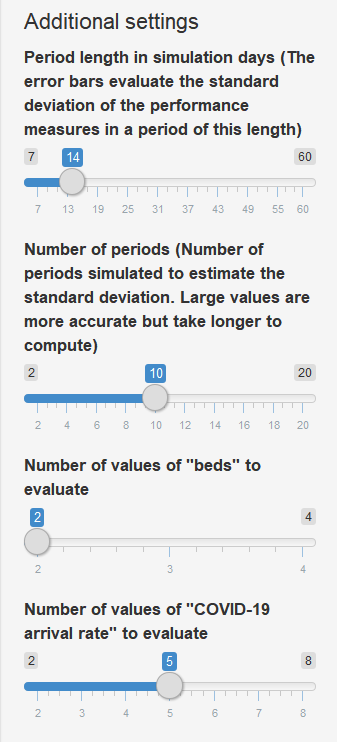 Additional settings
Period length in simulation days (The
error bars evaluate the standard
deviation of the performance
measures in a period of this length)
7 14 60
7 13 19 25 31 37 43 49 55 60
Number of periods (Number of
periods simulated to estimate the
standard deviation. Large values are
more accurate but take longer to
compute)
2 10 20
2 4 6 8 10 12 14 16 18 20
Number of values of "beds" to
evaluate
2 4
2 3 4
Number of values of "COVID-19
arrival rate" to evaluate
2 5 8
2 3 4 5 6 7 8